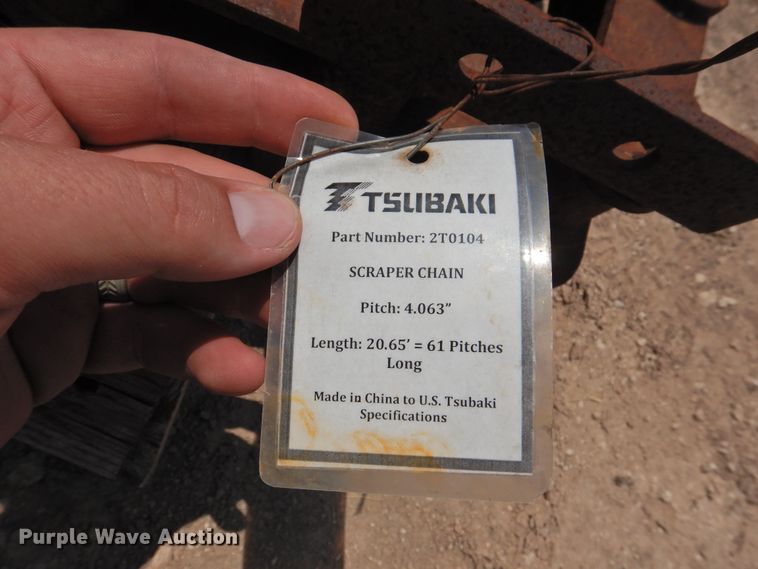 TSUBAKI
Part Number: 2T0104
SCRAPER CHAIN
Pitch: 4.063”
Length: 20.65’ = 61 Pitches
Long
Made in China to U.S. Tsubaki
Specifications
Purple Wave Auction